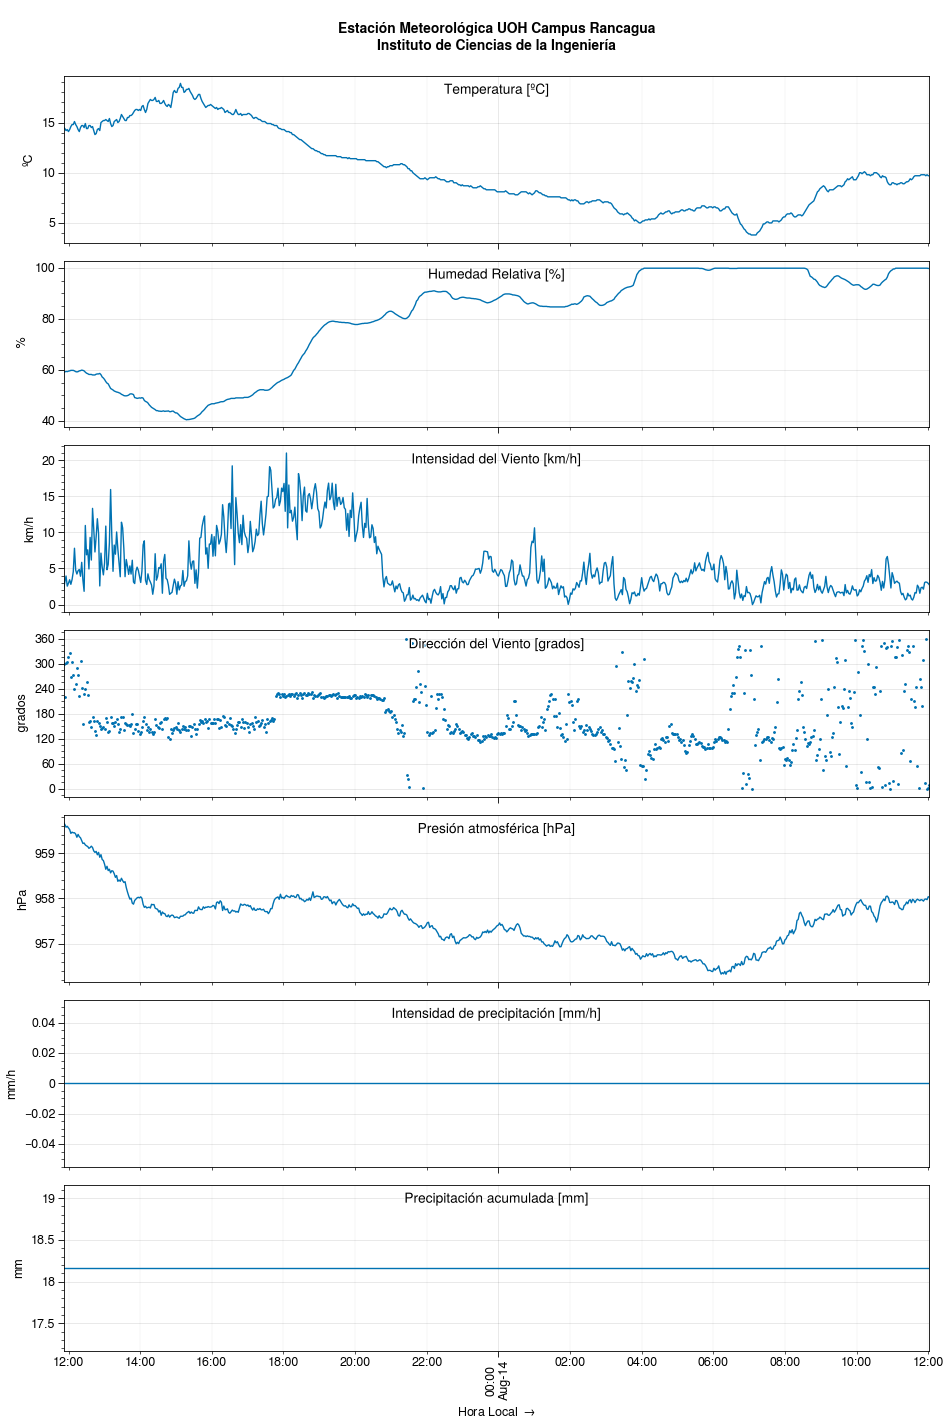 Estación Meteorológica UOH Campus Rancagua
Instituto de Ciencias de la Ingeniería
Temperatura [ºC]
ºC
15
10
5
Humedad Relativa [%]
%
100
80
60
40
Intensidad del Viento [km/h]
km/h
20
15
10
5
0
Dirección del Viento [grados]
grados
360
300
240
180
120
60
0
Presión atmosférica [hPa]
hPa
959
958
957
Intensidad de precipitación [mm/h]
mm/h
0.04
0.02
0
−0.02
−0.04
Precipitación acumulada [mm]
mm
19
18.5
18
17.5
12:00 14:00 16:00 18:00 20:00 22:00 00:00 02:00 04:00 06:00 08:00 10:00 12:00
Aug-14
Hora Local →